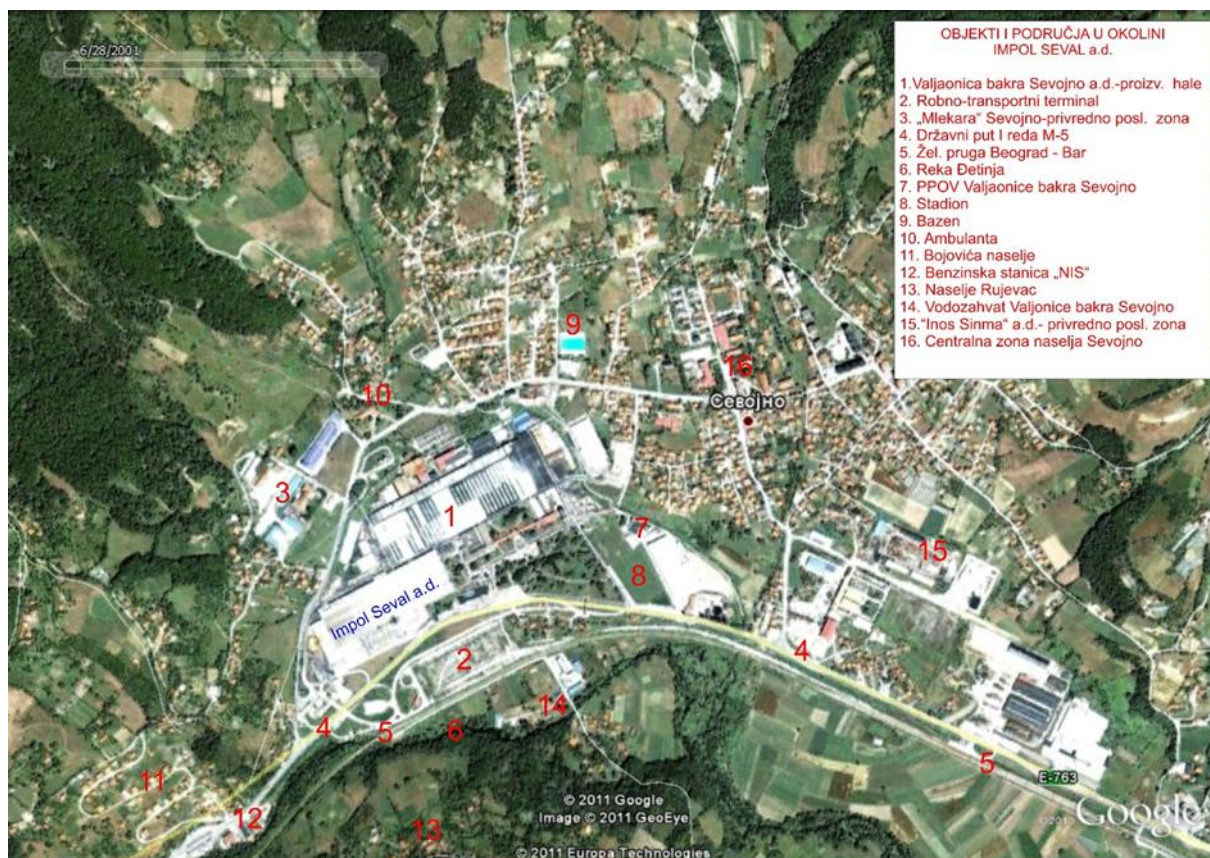 6/28/2001
OBJEKTI I PODRUČJA U OKOLINI
IMPOL SEVAL a.d.
1.Valjaonica bakra Sevojno a.d.-proizv. hale
2. Robno-transportni terminal
3. „Mlekara“ Sevojno-privredno posl. zona
4. Državni put I reda M-5
5. Žel. pruga Beograd - Bar
6. Reka Đetinja
7. PPOV Valjaonice bakra Sevojno
8. Stadion
9. Bazen
10. Ambulanta
11. Bojovića naselje
12. Benzinska stanica „NIS“
13. Naselje Rujevac
14. Vodozahvat Valjonice bakra Sevojno
15.“Inos Sinma“ a.d.- privredno posl. zona
16. Centralna zona naselja Sevojno
9
16
10
Севојно
3
1
7
15
8
Impol Seval a.d.
2
4
14
4
5
6
5
11
E-763
12
© 2011 Google
Image © 2011 GeoEye
©2010 Google
13
© 2011 Europa Technologies